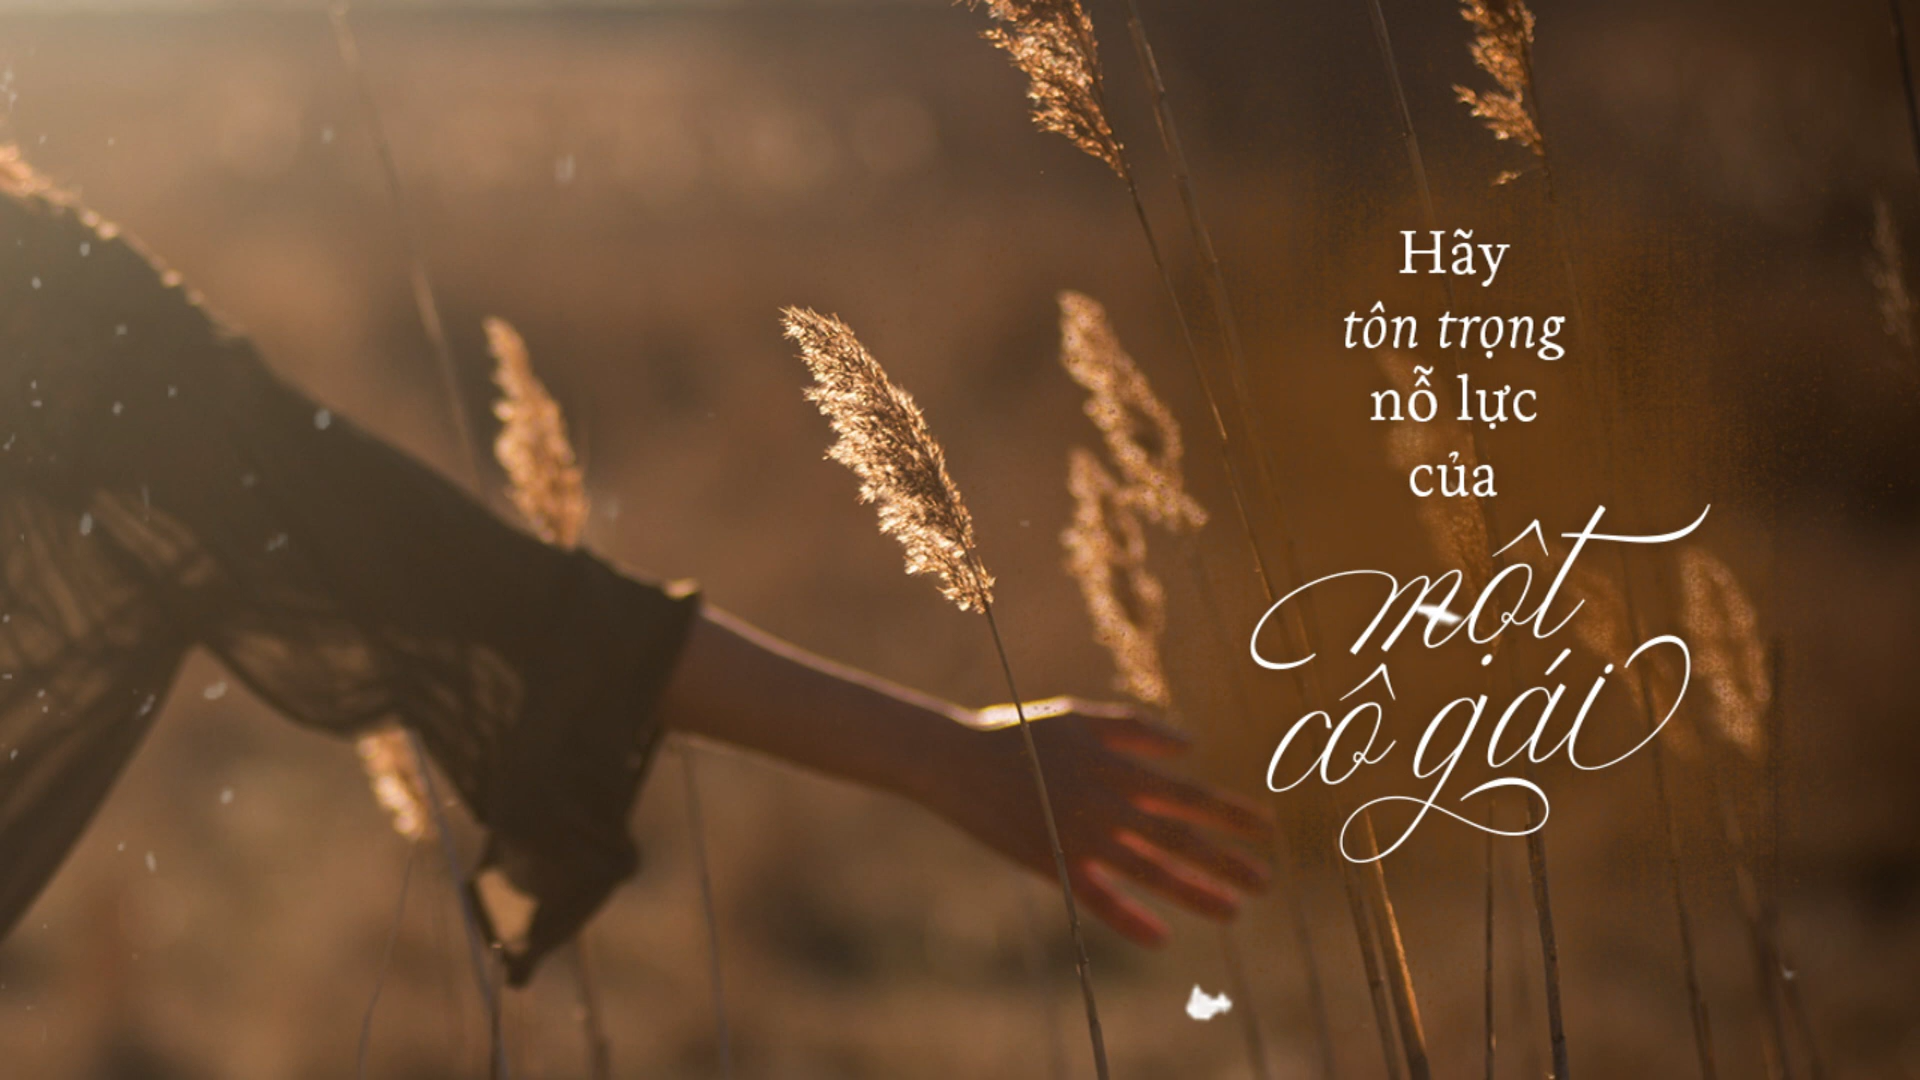 Hãy
tôn trọng
nỗ lực
của
một
cô gái